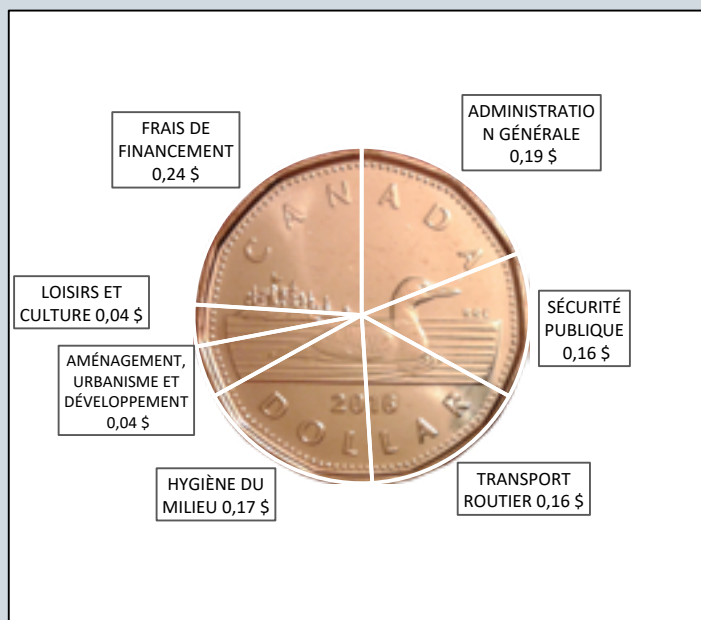 FRAIS DE
FINANCEMENT
0,24 $
ADMINISTRATIO
N GÉNÉRALE
0,19 $
LOISIRS ET
CULTURE 0,04 $
SÉCURITÉ
PUBLIQUE
0,16 $
AMÉNAGEMENT,
URBANISME ET
DÉVELOPPEMENT
0,04 $
HYGIÈNE DU
MILIEU 0,17 $
TRANSPORT
ROUTIER 0,16 $
CANADA
2016
DOLLAR